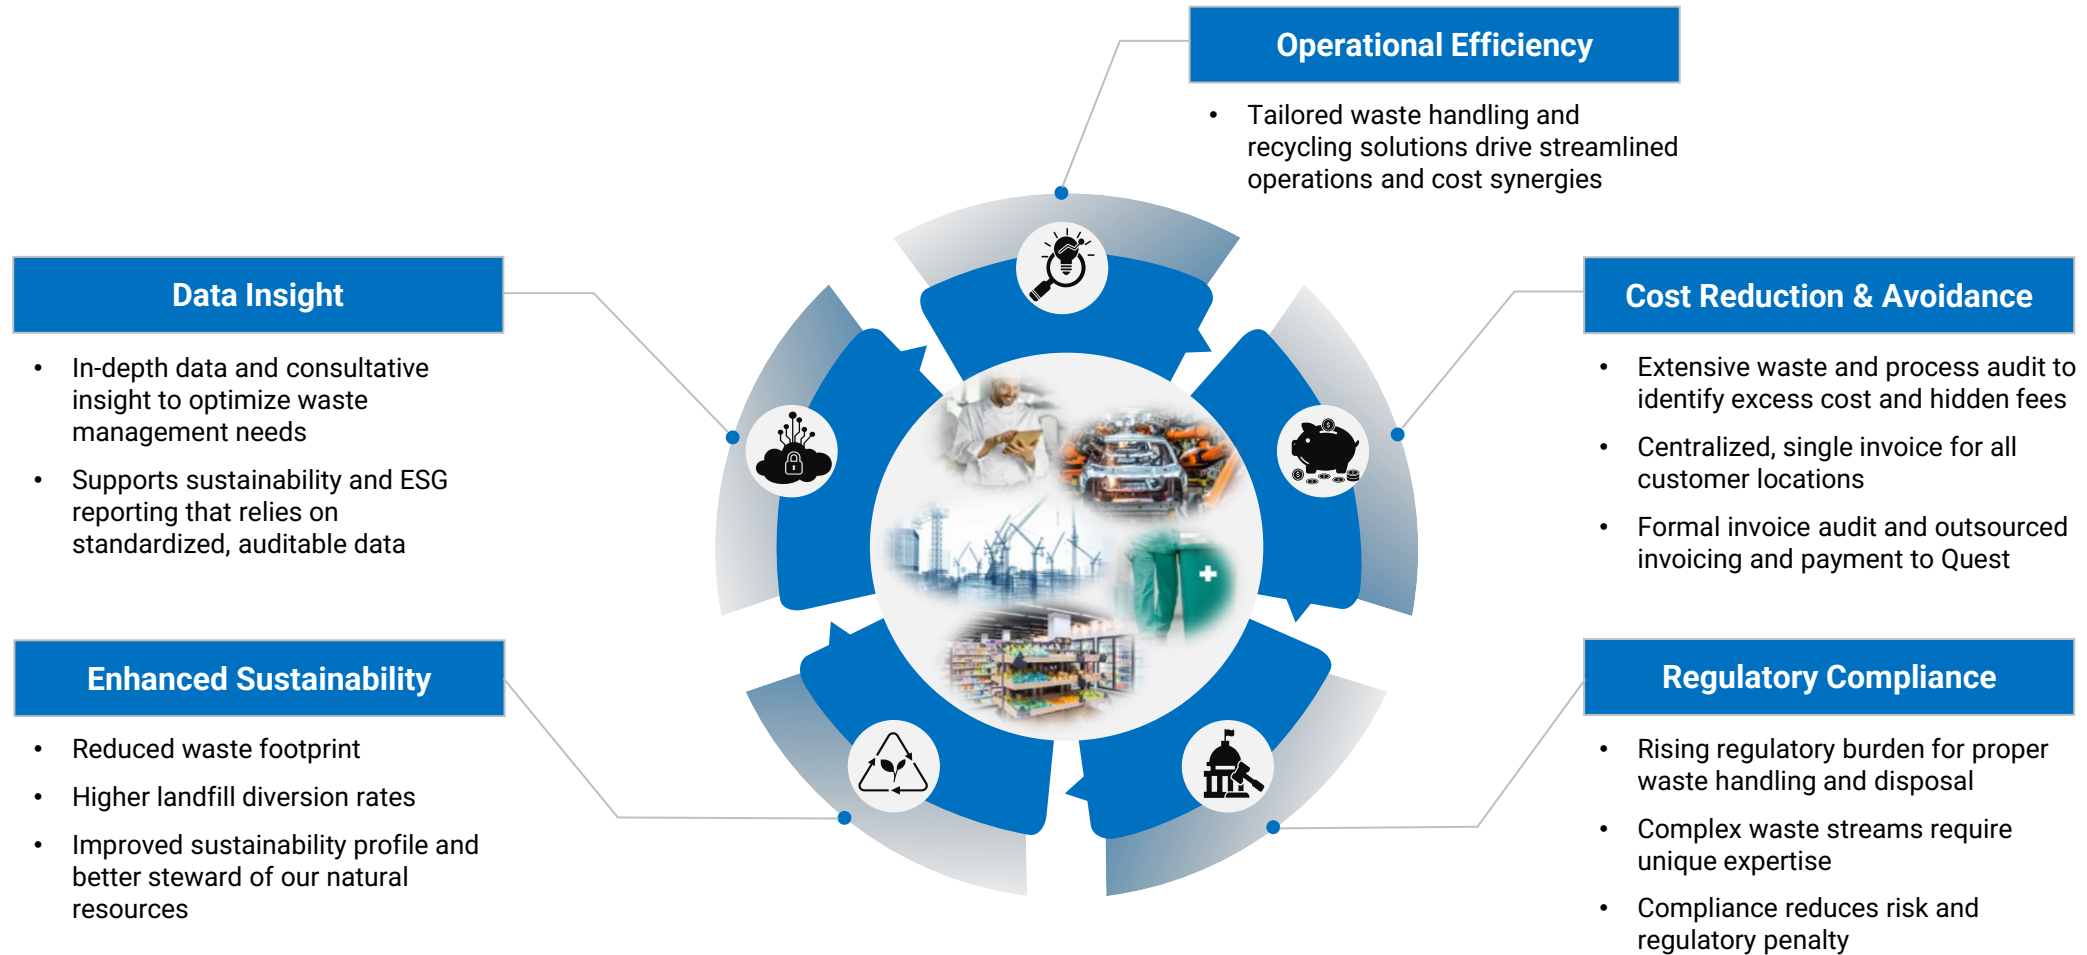 Operational Efficiency
• Tailored waste handling and
recycling solutions drive streamlined
operations and cost synergies
Data Insight
• In-depth data and consultative
insight to optimize waste
management needs
• Supports sustainability and ESG
reporting that relies on
standardized, auditable data
Cost Reduction & Avoidance
• Extensive waste and process audit to
identify excess cost and hidden fees
• Centralized, single invoice for all
customer locations
• Formal invoice audit and outsourced
invoicing and payment to Quest
Enhanced Sustainability
• Reduced waste footprint
• Higher landfill diversion rates
• Improved sustainability profile and
better steward of our natural
resources
Regulatory Compliance
• Rising regulatory burden for proper
waste handling and disposal
• Complex waste streams require
unique expertise
• Compliance reduces risk and
regulatory penalty